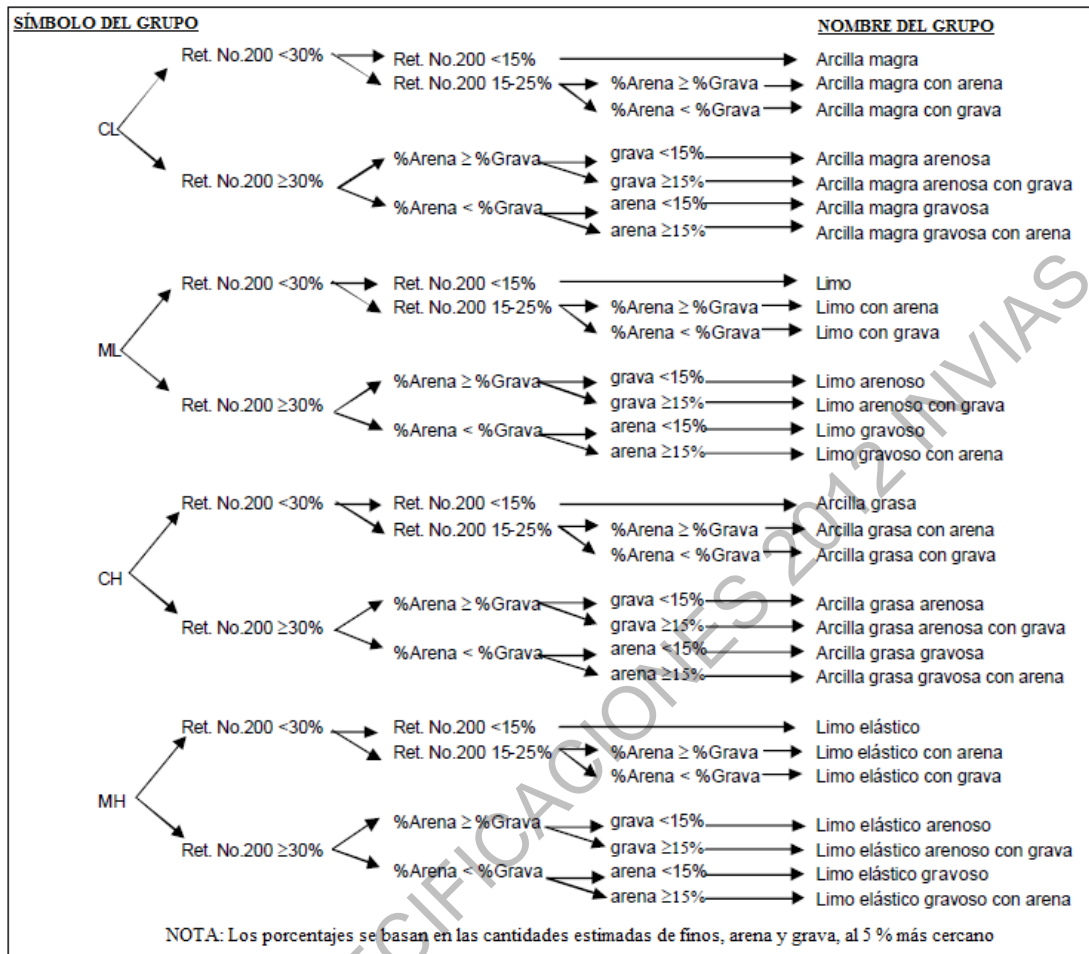 SÍMBOLO DEL GRUPO
NOMBRE DEL GRUPO
CL
Ret. No.200 <30%
Ret. No.200 <15%
Arcilla magra
Ret. No.200 15-25%
%Arena ≥ %Grava
Arcilla magra con arena
%Arena < %Grava
Arcilla magra con grava
Ret. No.200 ≥30%
%Arena ≥ %Grava
grava <15%
Arcilla magra arenosa
grava ≥15%
Arcilla magra arenosa con grava
%Arena < %Grava
arena <15%
Arcilla magra gravosa
arena ≥15%
Arcilla magra gravosa con arena
ML
Ret. No.200 <30%
Ret. No.200 <15%
Limo
Ret. No.200 15-25%
%Arena ≥ %Grava
Limo con arena
%Arena < %Grava
Limo con grava
Ret. No.200 ≥30%
%Arena ≥ %Grava
grava <15%
Limo arenoso
grava ≥15%
Limo arenoso con grava
%Arena < %Grava
arena <15%
Limo gravoso
arena ≥15%
Limo gravoso con arena
CH
Ret. No.200 <30%
Ret. No.200 <15%
Arcilla grasa
Ret. No.200 15-25%
%Arena ≥ %Grava
Arcilla grasa con arena
%Arena < %Grava
Arcilla grasa con grava
Ret. No.200 ≥30%
%Arena ≥ %Grava
grava <15%
Arcilla grasa arenosa
grava ≥15%
Arcilla grasa arenosa con grava
%Arena < %Grava
arena <15%
Arcilla grasa gravosa
arena ≥15%
Arcilla grasa gravosa con arena
MH
Ret. No.200 <30%
Ret. No.200 <15%
Limo elástico
Ret. No.200 15-25%
%Arena ≥ %Grava
Limo elástico con arena
%Arena < %Grava
Limo elástico con grava
Ret. No.200 ≥30%
%Arena ≥ %Grava
grava <15%
Limo elástico arenoso
grava ≥15%
Limo elástico arenoso con grava
%Arena < %Grava
arena <15%
Limo elástico gravoso
arena ≥15%
Limo elástico gravoso con arena
NOTA: Los porcentajes se basan en las cantidades estimadas de finos, arena y grava, al 5 % más cercano
ECIFICACIONES 2012 INVIAS